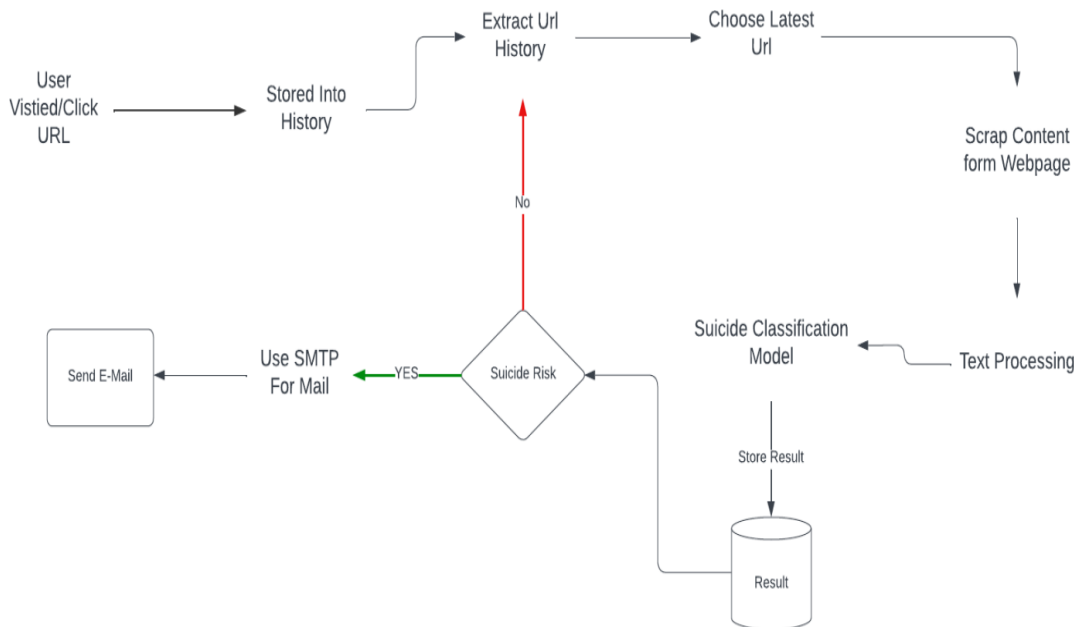 User
Vistied/Click
URL
Stored Into
History
Extract Url
History
Choose Latest
Url
Scrap Content
form Webpage
Text Processing
Suicide Classification
Model
Store Result
Result
Suicide Risk
No
YES
Use SMTP
For Mail
Send E-Mail